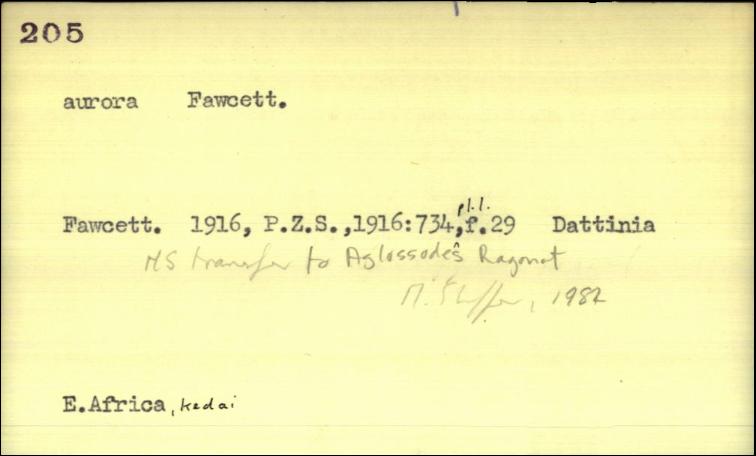 205
aurora Fawcett.
Fawcett. 1916, P.Z.S.,1916:734, pl.1. f.29 Dattinia
MS transfer to Aglossodes Ragonot
M. Shaffer, 1982
E.Africa, kedai